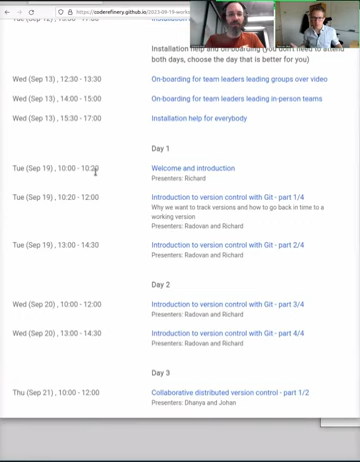 https://coderefinery.github.io/2023-09-19-works
Installation help and on-boarding (you don't need to attend
both days, choose the day that is better for you)
Wed (Sep 13) , 12:30 - 13:30
On-boarding for team leaders leading groups over video
Wed (Sep 13) , 14:00 - 15:00
On-boarding for team leaders leading in-person teams
Wed (Sep 13) , 15:30 - 17:00
Installation help for everybody
Day 1
Tue (Sep 19) , 10:00 - 10:20
Welcome and introduction
Presenters: Richard
Tue (Sep 19) , 10:20 - 12:00
Introduction to version control with Git - part 1/4
Why we want to track versions and how to go back in time to a
working version
Presenters: Radovan and Richard
Tue (Sep 19) , 13:00 - 14:30
Introduction to version control with Git - part 2/4
Presenters: Radovan and Richard
Day 2
Wed (Sep 20) , 10:00 - 12:00
Introduction to version control with Git - part 3/4
Presenters: Radovan and Richard
Wed (Sep 20) , 13:00 - 14:30
Introduction to version control with Git - part 4/4
Presenters: Radovan and Richard
Day 3
Thu (Sep 21) , 10:00 - 12:00
Collaborative distributed version control - part 1/2
Presenters: Dhanya and Johan